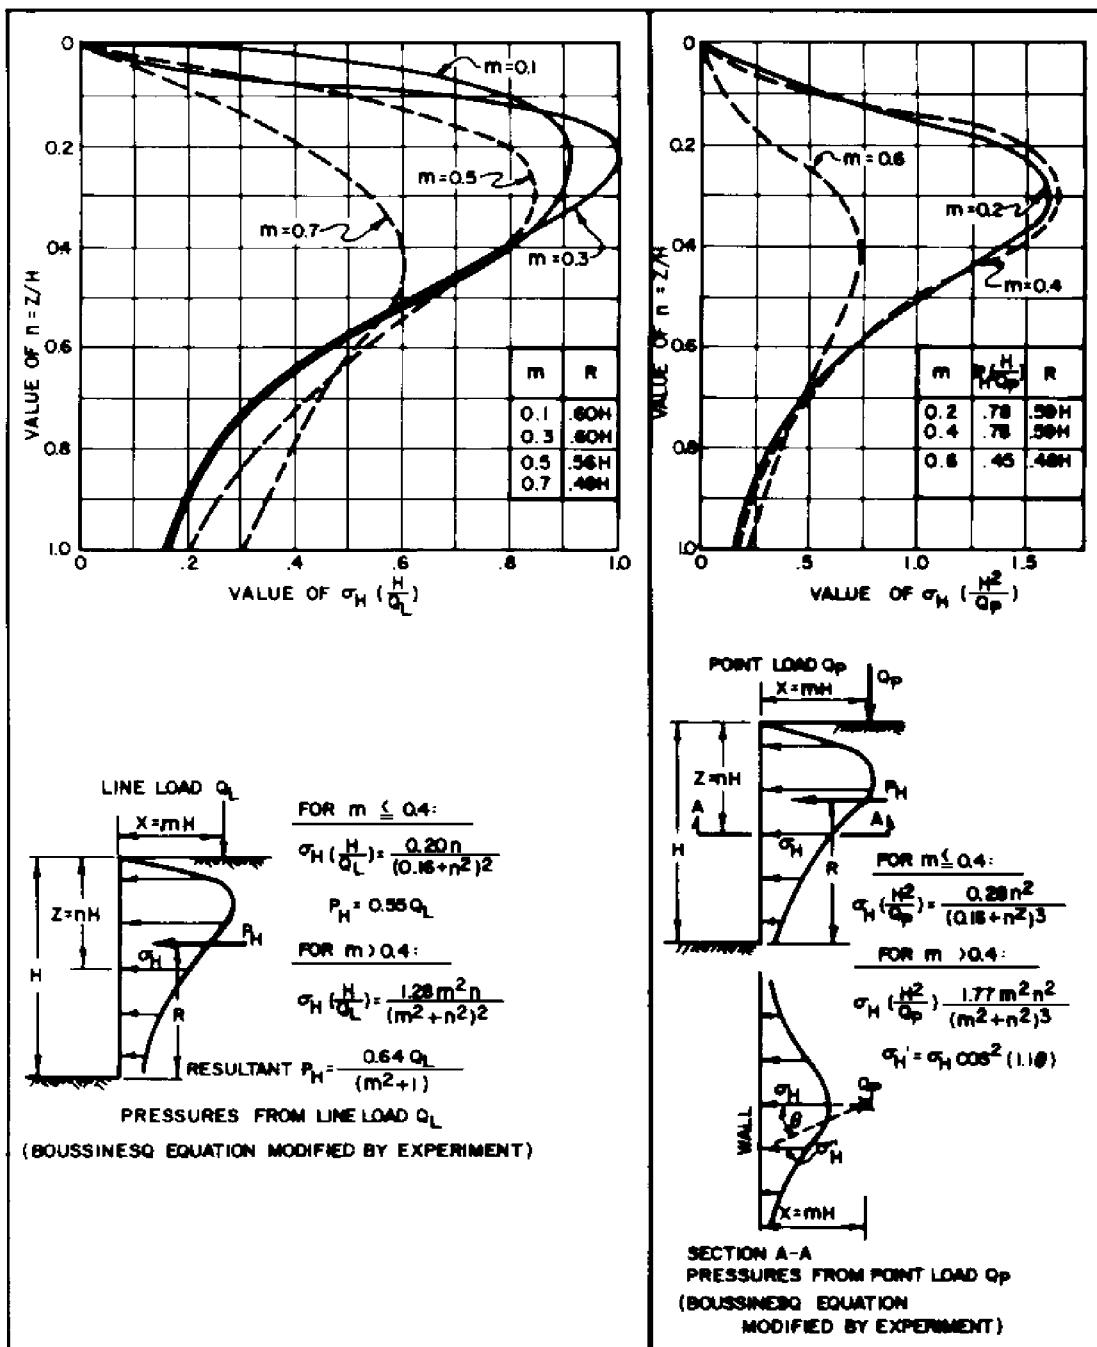 0
0.2
0.4
0.6
0.8
1.0
VALUE OF n = Z/H
m=0.1
m=0.5
m=0.7
m=0.3
m R
0.1 .60H
0.3 .60H
0.5 .56H
0.7 .48H
0 .2 .4 .6 .8 1.0
VALUE OF σH (H/QL)
LINE LOAD QL
X=mH
Z=nH
H
σH
PH
R
FOR m ≦ 0.4:
σH (H/QL) = 0.20n/(0.16+n²)²
PH = 0.55QL
FOR m > 0.4:
σH (H/QL) = 1.28m²n/(m²+n²)²
RESULTANT PH = 0.64 QL/(m²+1)
PRESSURES FROM LINE LOAD QL
(BOUSSINESQ EQUATION MODIFIED BY EXPERIMENT)
0
0.2
0.4
0.6
0.8
1.0
VALUE OF n = Z/H
m=0.6
m=0.2
m=0.4
m R
0.2 .78 .59H
0.4 .78 .59H
0.6 .45 .48H
0 .5 1.0 1.5
VALUE OF σH (H²/QP)
POINT LOAD QP
X=mH
QP
Z=nH
PH
A
A
H
σH
R
FOR m ≦ 0.4:
σH (H²/QP) = 0.28n²/(0.16+n²)³
FOR m > 0.4:
σH (H²/QP) 1.77m²n²/(m²+n²)³
σH' = σH COS² (1.1θ)
σH
QP
θ
WALL
σ'H
X=mH
SECTION A-A
PRESSURES FROM POINT LOAD QP
(BOUSSINESQ EQUATION
MODIFIED BY EXPERIMENT)